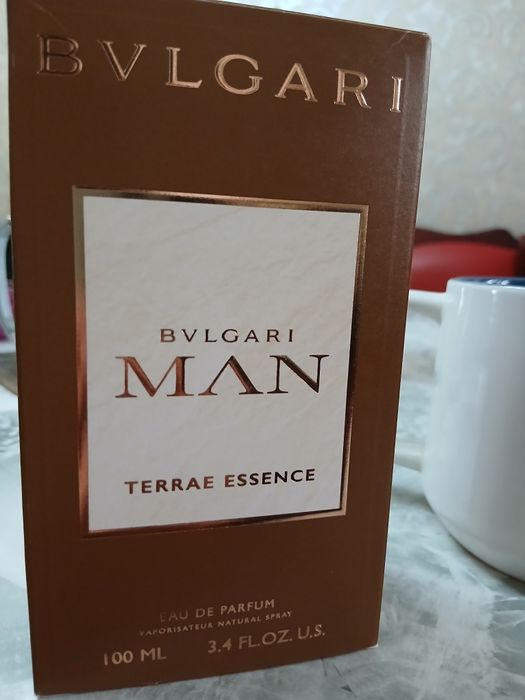 BVLGARI
BVLGARI
MAN
TERRAE ESSENCE
EAU DE PARFUM
VAPORISATEUR NATURAL SPRAY
100 ML 3.4 FL.OZ. U.S.